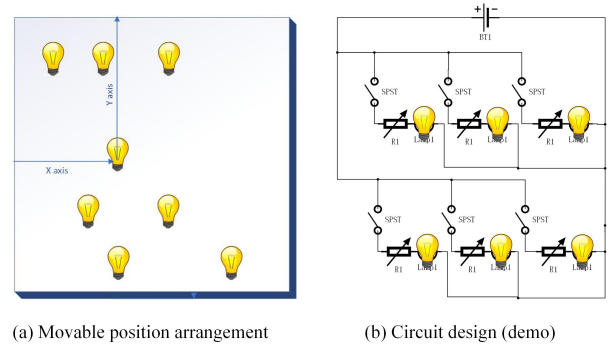 Y axis
X axis
(a) Movable position arrangement
+ −
BT1
SPST
SPST
SPST
R1
Lamp1
R1
Lamp1
R1
Lamp1
SPST
SPST
SPST
R1
Lamp1
R1
Lamp1
R1
Lamp1
(b) Circuit design (demo)